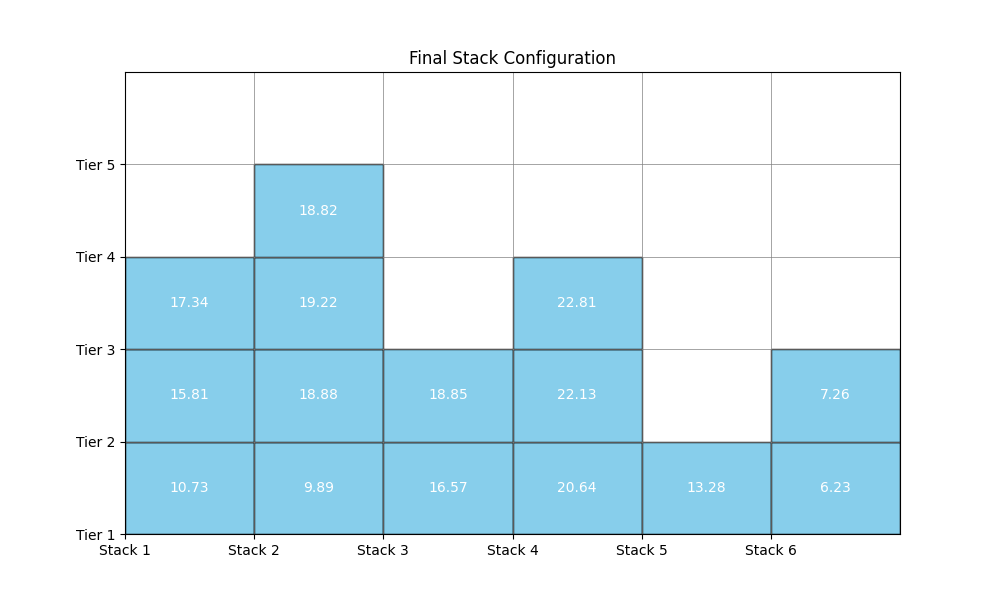 Final Stack Configuration
Tier 5
18.82
Tier 4
17.34 19.22 22.81
Tier 3
15.81 18.88 18.85 22.13 7.26
Tier 2
10.73 9.89 16.57 20.64 13.28 6.23
Tier 1
Stack 1 Stack 2 Stack 3 Stack 4 Stack 5 Stack 6